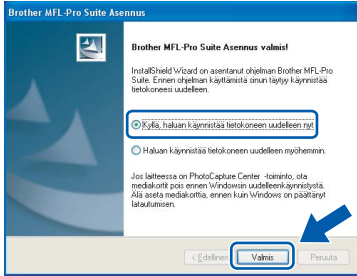 Brother MFL-Pro Suite Asennus
Brother MFL-Pro Suite Asennus valmis!
InstallShield Wizard on asentanut ohjelman Brother MFL-Pro
Suite. Ennen ohjelman käyttämistä sinun täytyy käynnistää
tietokoneesi uudelleen.
Kyllä, haluan käynnistää tietokoneen uudelleen nyt
Haluan käynnistää tietokoneen uudelleen myöhemmin.
Jos laitteessa on PhotoCapture Center -toiminto, ota
mediakortit pois ennen Windowsin uudelleenkäynnistystä.
Älä aseta mediakorttia, ennen kuin Windows on päättänyt
latautumisen.
< Edellinen Valmis Peruuta